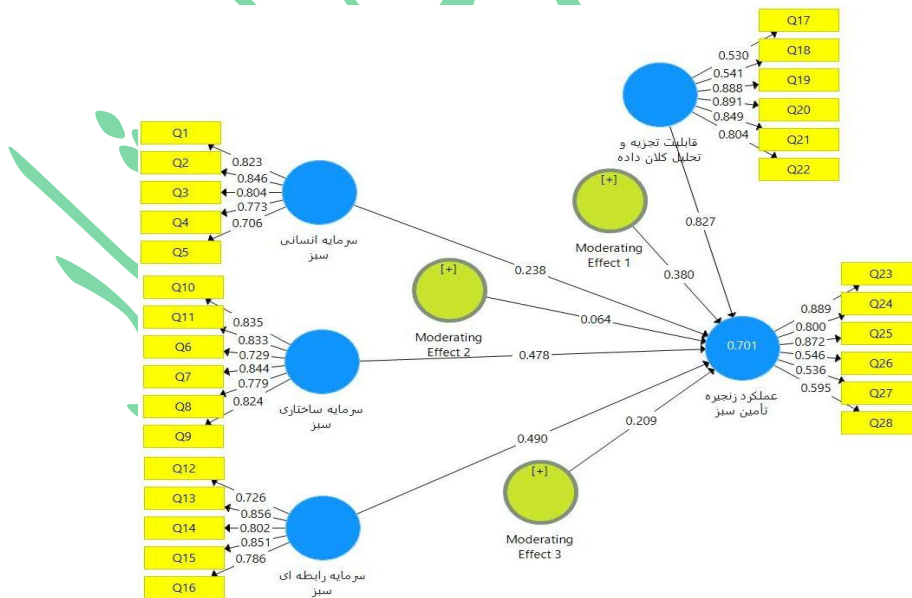 Q17
Q18
Q19
Q20
Q21
Q22
0.530
0.541
0.888
0.891
0.849
0.804
قابلیت تجزیه و
تحلیل کلان داده
Q1
Q2
Q3
Q4
Q5
0.823
0.846
0.804
0.773
0.706
سرمایه انسانی
سبز
[+]
Moderating
Effect 1
0.827
0.380
0.238
[+]
Moderating
Effect 2
0.064
Q10
Q11
Q6
Q7
Q8
Q9
0.835
0.833
0.729
0.844
0.779
0.824
سرمایه ساختاری
سبز
0.478
0.701
عملکرد زنجیره
تأمین سبز
0.889
0.800
0.872
0.546
0.536
0.595
Q23
Q24
Q25
Q26
Q27
Q28
0.490
0.209
[+]
Moderating
Effect 3
Q12
Q13
Q14
Q15
Q16
0.726
0.856
0.802
0.851
0.786
سرمایه رابطه ای
سبز